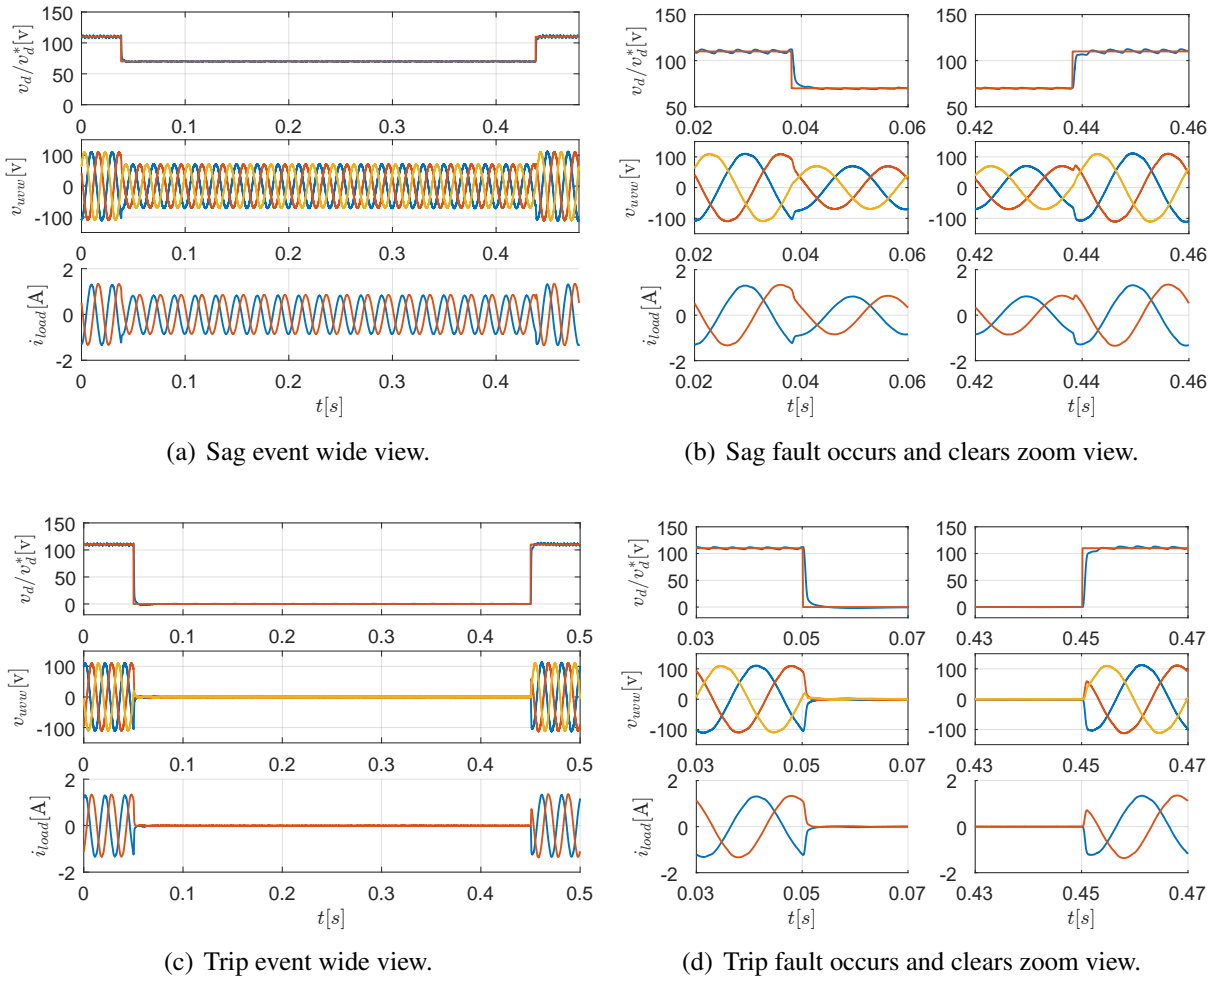 150
100
50
0
v_d/v_d^*[v]
0 0.1 0.2 0.3 0.4
100
0
-100
v_uvw[v]
0 0.1 0.2 0.3 0.4
2
0
-2
i_load[A]
0 0.1 0.2 0.3 0.4
t[s]
(a) Sag event wide view.
150
100
50
v_d/v_d^*[v]
0.02 0.04 0.06
150
100
50
0.42 0.44 0.46
100
0
-100
v_uvw[v]
0.02 0.04 0.06
100
0
-100
0.42 0.44 0.46
2
0
-2
i_load[A]
0.02 0.04 0.06
t[s]
2
0
-2
0.42 0.44 0.46
t[s]
(b) Sag fault occurs and clears zoom view.
150
100
50
0
v_d/v_d^*[v]
0 0.1 0.2 0.3 0.4 0.5
100
0
-100
v_uvw[v]
0 0.1 0.2 0.3 0.4 0.5
2
0
-2
i_load[A]
0 0.1 0.2 0.3 0.4 0.5
t[s]
(c) Trip event wide view.
150
100
50
0
v_d/v_d^*[v]
0.03 0.05 0.07
150
100
50
0
0.43 0.45 0.47
100
0
-100
v_uvw[v]
0.03 0.05 0.07
100
0
-100
0.43 0.45 0.47
2
0
-2
i_load[A]
0.03 0.05 0.07
t[s]
2
0
-2
0.43 0.45 0.47
t[s]
(d) Trip fault occurs and clears zoom view.